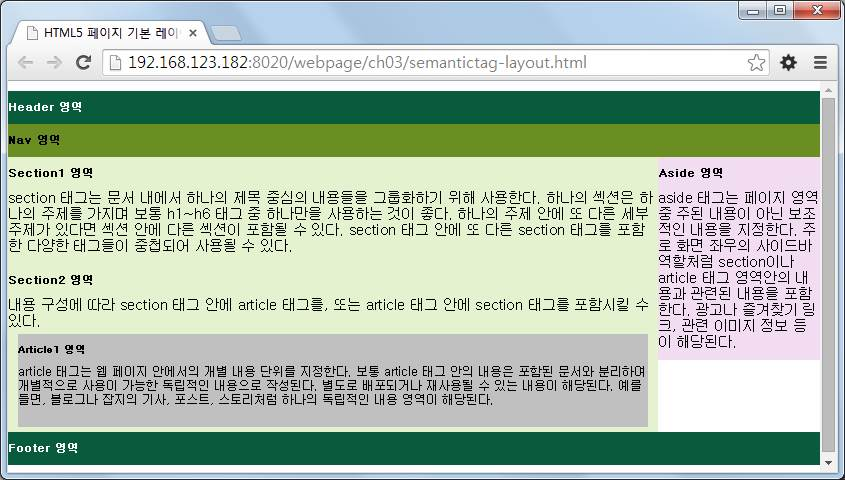 HTML5 페이지 기본 레이
192.168.123.182:8020/webpage/ch03/semantictag-layout.html
Header 영역
Nav 영역
Section1 영역
section 태그는 문서 내에서 하나의 제목 중심의 내용들을 그룹화하기 위해 사용한다. 하나의 섹션은 하
나의 주제를 가지며 보통 h1~h6 태그 중 하나만을 사용하는 것이 좋다. 하나의 주제 안에 또 다른 세부
주제가 있다면 섹션 안에 다른 섹션이 포함될 수 있다. section 태그 안에 또 다른 section 태그를 포함
한 다양한 태그들이 중첩되어 사용될 수 있다.
Section2 영역
내용 구성에 따라 section 태그 안에 article 태그를, 또는 article 태그 안에 section 태그를 포함시킬 수
있다.
Article1 영역
article 태그는 웹 페이지 안에서의 개별 내용 단위를 지정한다. 보통 article 태그 안의 내용은 포함된 문서와 분리하며
개별적으로 사용이 가능한 독립적인 내용으로 작성된다. 별도로 배포되거나 재사용될 수 있는 내용이 해당된다. 예를
들면, 블로그나 잡지의 기사, 포스트, 스토리처럼 하나의 독립적인 내용 영역이 해당된다.
Aside 영역
aside 태그는 페이지 영역
중 주된 내용이 아닌 보조
적인 내용을 지정한다. 주
로 화면 좌우의 사이드바
역할처럼 section이나
article 태그 영역안의 내
용과 관련된 내용을 포함
한다. 광고나 즐겨찾기 링
크, 관련 이미지 정보 등
이 해당된다.
Footer 영역